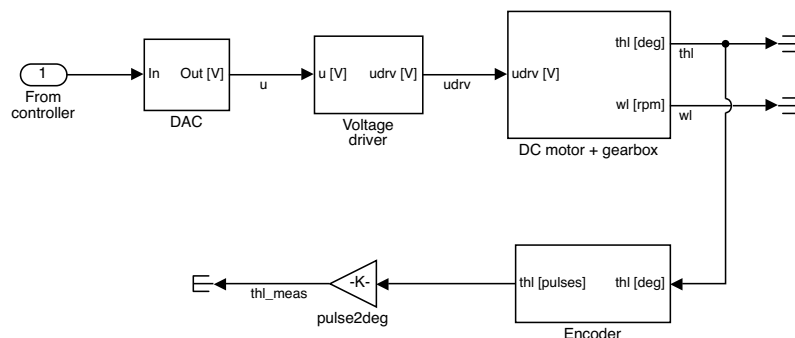 1
From
controller
In
Out [V]
DAC
u
u [V]
udrv [V]
Voltage
driver
udrv
udrv [V]
thl [deg]
wl [rpm]
DC motor + gearbox
thl
wl
thl_meas
-K-
pulse2deg
thl [pulses]
thl [deg]
Encoder